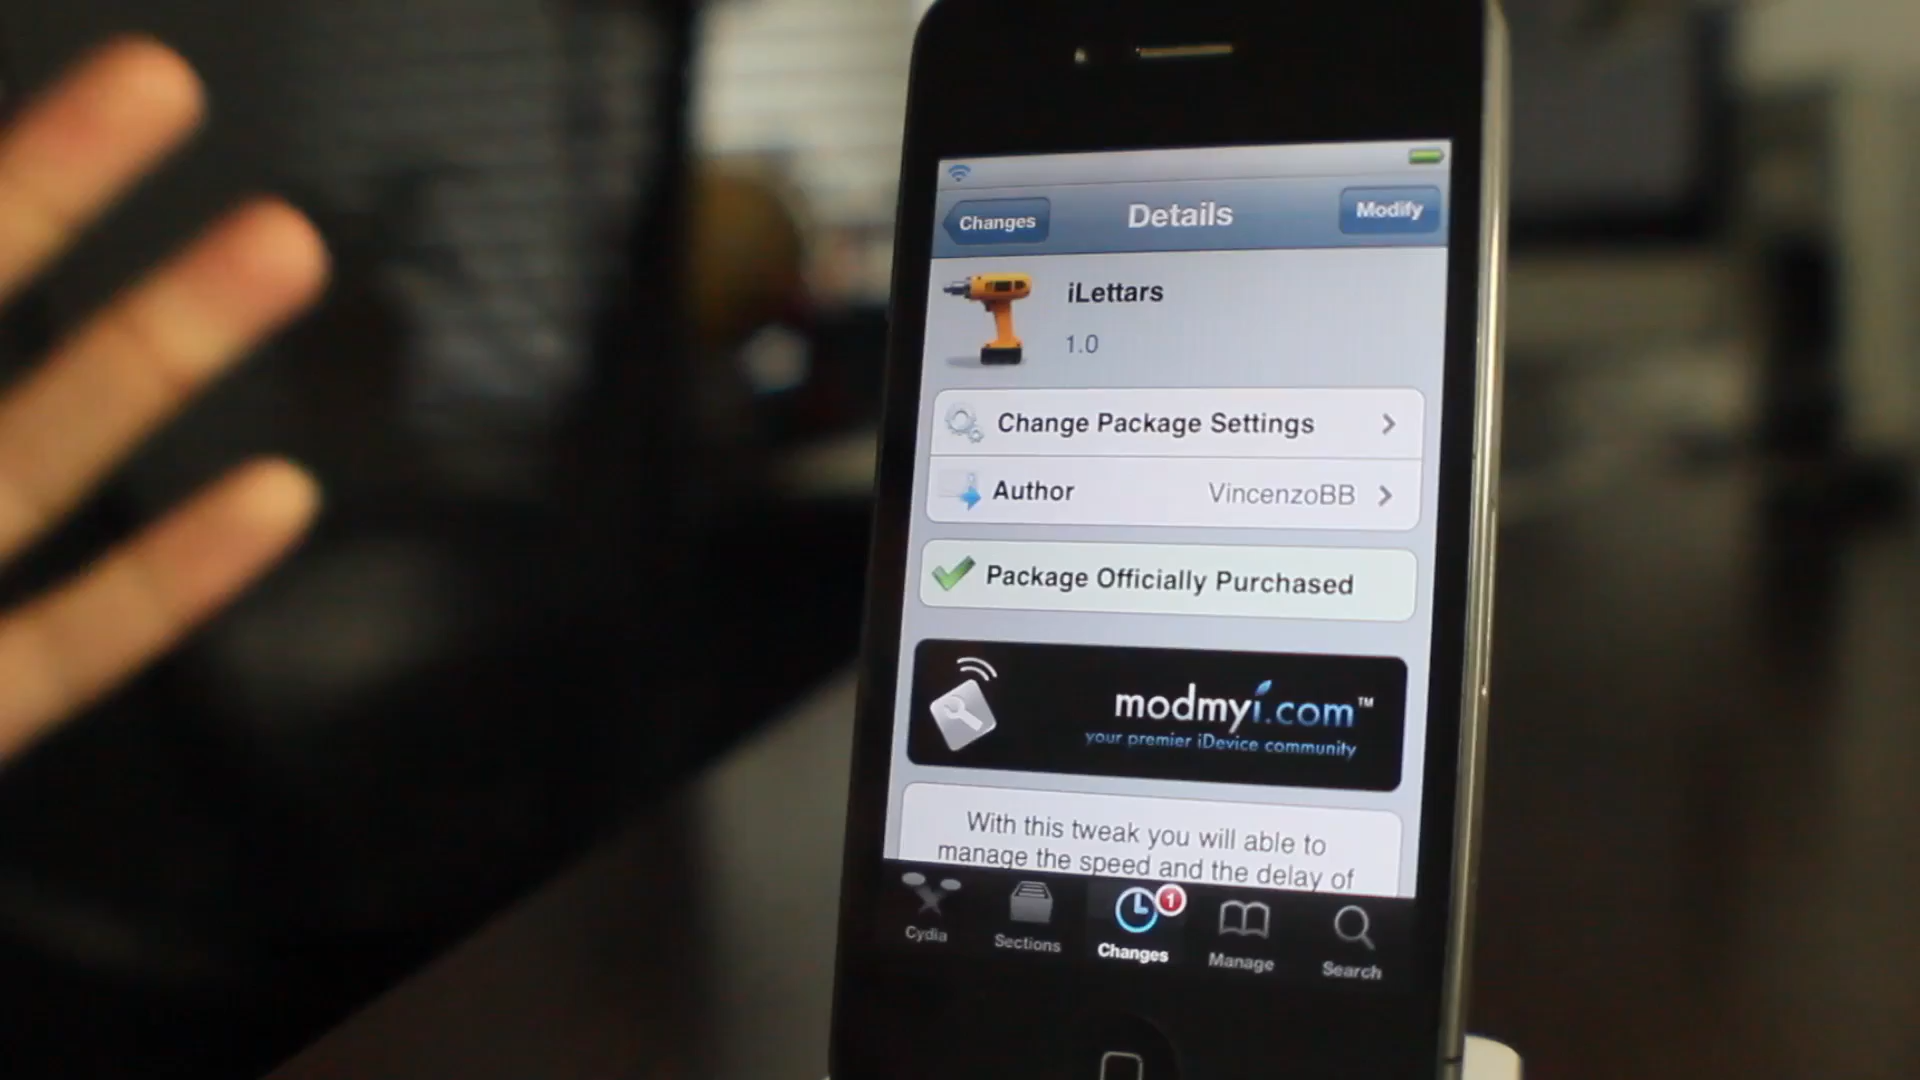 Changes
Details
Modify
iLettars
1.0
Change Package Settings
Author
VincenzoBB
Package Officially Purchased
modmyi.com™
your premier iDevice community
With this tweak you will able to
manage the speed and the delay of
1
Cydia
Sections
Changes
Manage
Search